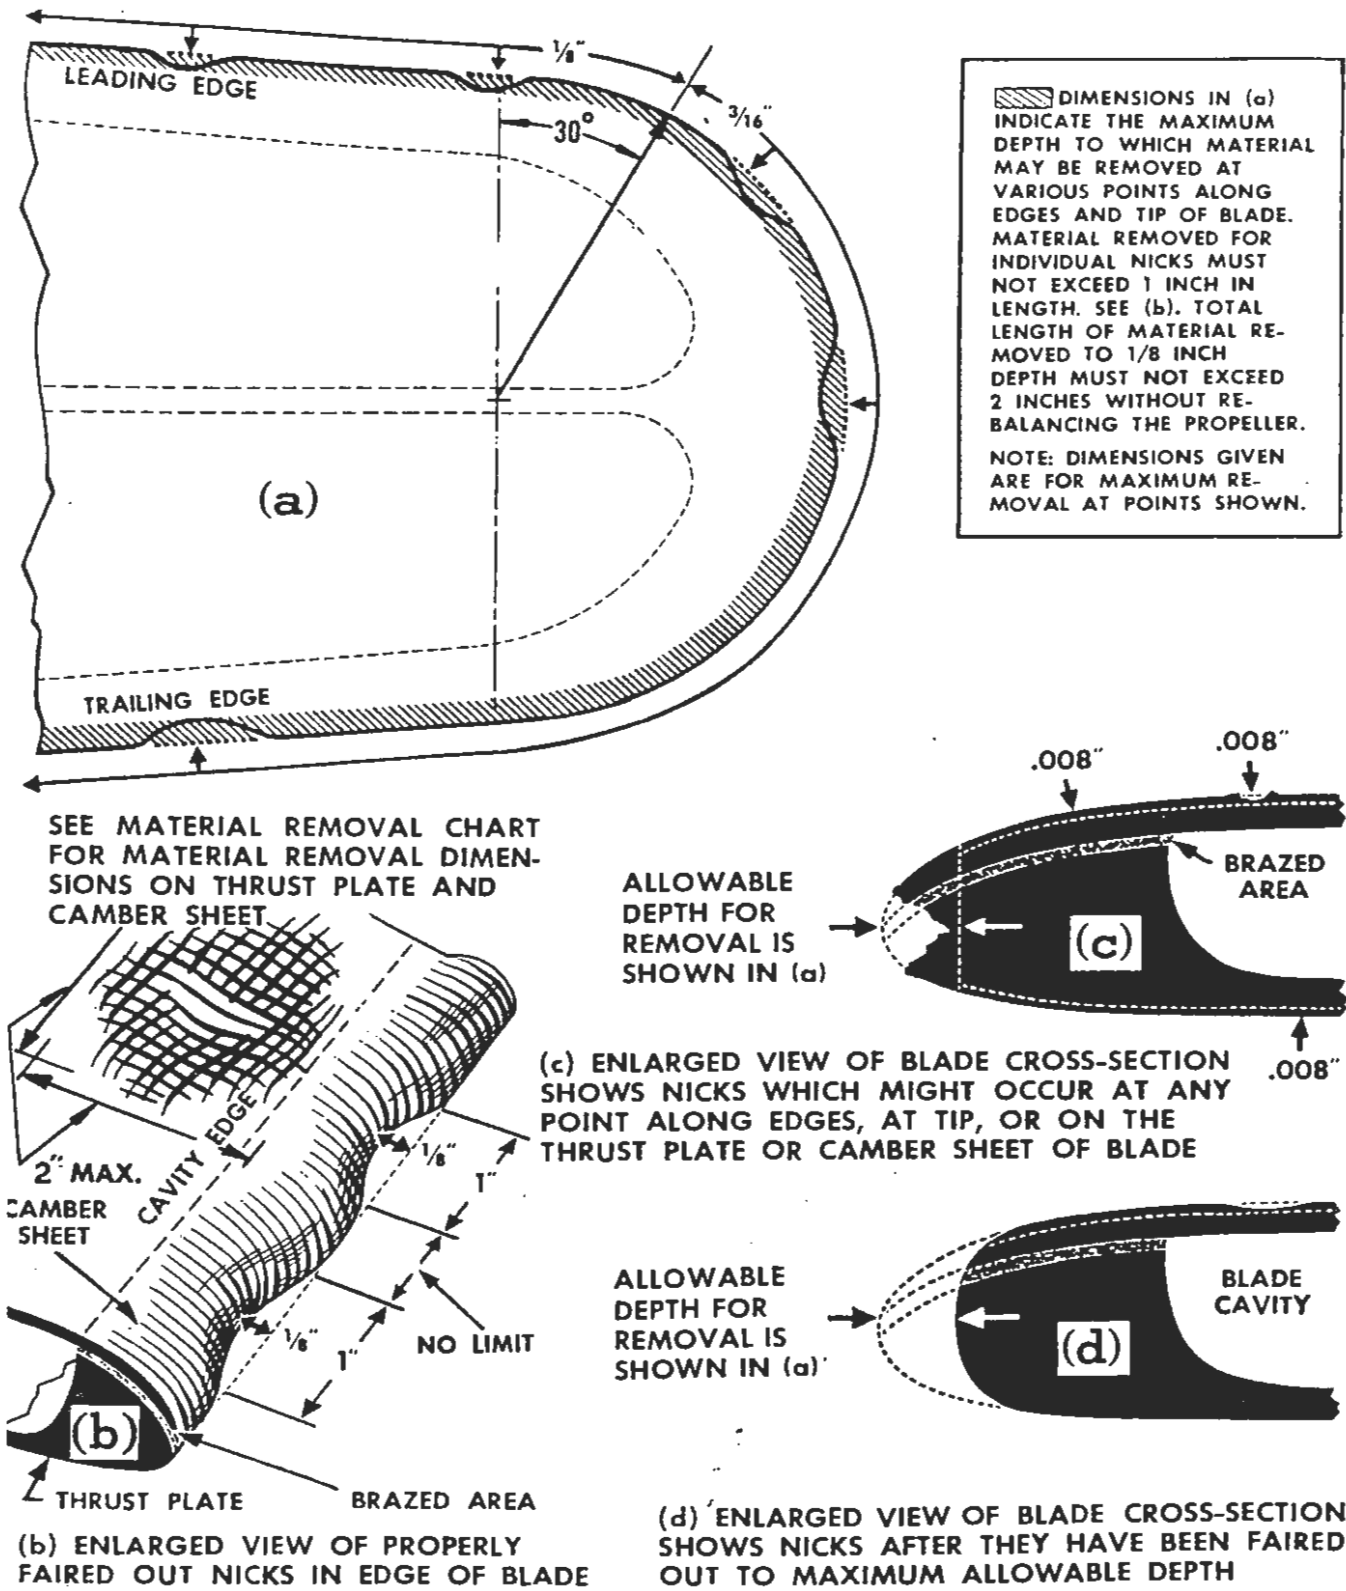 1/8"
LEADING EDGE
30°
3/16"
(a)
TRAILING EDGE
DIMENSIONS IN (a)
INDICATE THE MAXIMUM
DEPTH TO WHICH MATERIAL
MAY BE REMOVED AT
VARIOUS POINTS ALONG
EDGES AND TIP OF BLADE.
MATERIAL REMOVED FOR
INDIVIDUAL NICKS MUST
NOT EXCEED 1 INCH IN
LENGTH. SEE (b). TOTAL
LENGTH OF MATERIAL RE-
MOVED TO 1/8 INCH
DEPTH MUST NOT EXCEED
2 INCHES WITHOUT RE-
BALANCING THE PROPELLER.
NOTE: DIMENSIONS GIVEN
ARE FOR MAXIMUM RE-
MOVAL AT POINTS SHOWN.
SEE MATERIAL REMOVAL CHART
FOR MATERIAL REMOVAL DIMEN-
SIONS ON THRUST PLATE AND
CAMBER SHEET
2" MAX.
CAMBER
SHEET
CAVITY EDGE
1/8"
1"
1/8"
1"
NO LIMIT
(b)
THRUST PLATE
BRAZED AREA
(b) ENLARGED VIEW OF PROPERLY
FAIRED OUT NICKS IN EDGE OF BLADE
.008"
.008"
BRAZED
AREA
ALLOWABLE
DEPTH FOR
REMOVAL IS
SHOWN IN (a)
(c)
.008"
(c) ENLARGED VIEW OF BLADE CROSS-SECTION
SHOWS NICKS WHICH MIGHT OCCUR AT ANY
POINT ALONG EDGES, AT TIP, OR ON THE
THRUST PLATE OR CAMBER SHEET OF BLADE
ALLOWABLE
DEPTH FOR
REMOVAL IS
SHOWN IN (a)
BLADE
CAVITY
(d)
(d) ENLARGED VIEW OF BLADE CROSS-SECTION
SHOWS NICKS AFTER THEY HAVE BEEN FAIRED
OUT TO MAXIMUM ALLOWABLE DEPTH